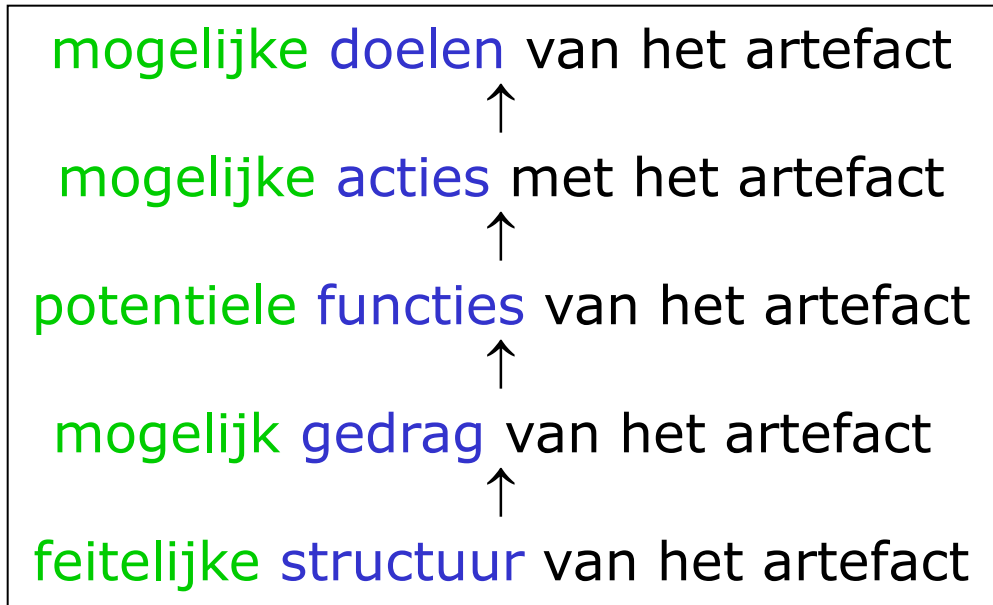 mogelijke doelen van het artefact
↑
mogelijke acties met het artefact
↑
potentiele functies van het artefact
↑
mogelijk gedrag van het artefact
↑
feitelijke structuur van het artefact